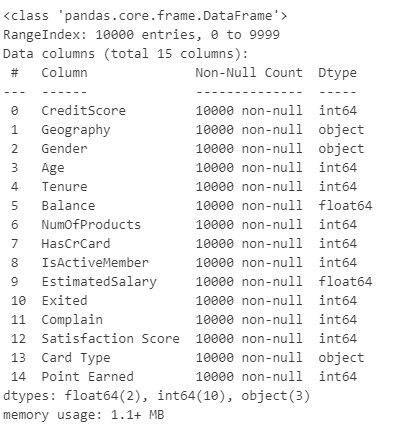 <class 'pandas.core.frame.DataFrame'>
RangeIndex: 10000 entries, 0 to 9999
Data columns (total 15 columns):
 #   Column              Non-Null Count  Dtype
---  ------              --------------  -----
 0   CreditScore         10000 non-null  int64
 1   Geography           10000 non-null  object
 2   Gender              10000 non-null  object
 3   Age                 10000 non-null  int64
 4   Tenure              10000 non-null  int64
 5   Balance             10000 non-null  float64
 6   NumOfProducts       10000 non-null  int64
 7   HasCrCard           10000 non-null  int64
 8   IsActiveMember      10000 non-null  int64
 9   EstimatedSalary     10000 non-null  float64
 10  Exited              10000 non-null  int64
 11  Complain            10000 non-null  int64
 12  Satisfaction Score  10000 non-null  int64
 13  Card Type           10000 non-null  object
 14  Point Earned        10000 non-null  int64
dtypes: float64(2), int64(10), object(3)
memory usage: 1.1+ MB